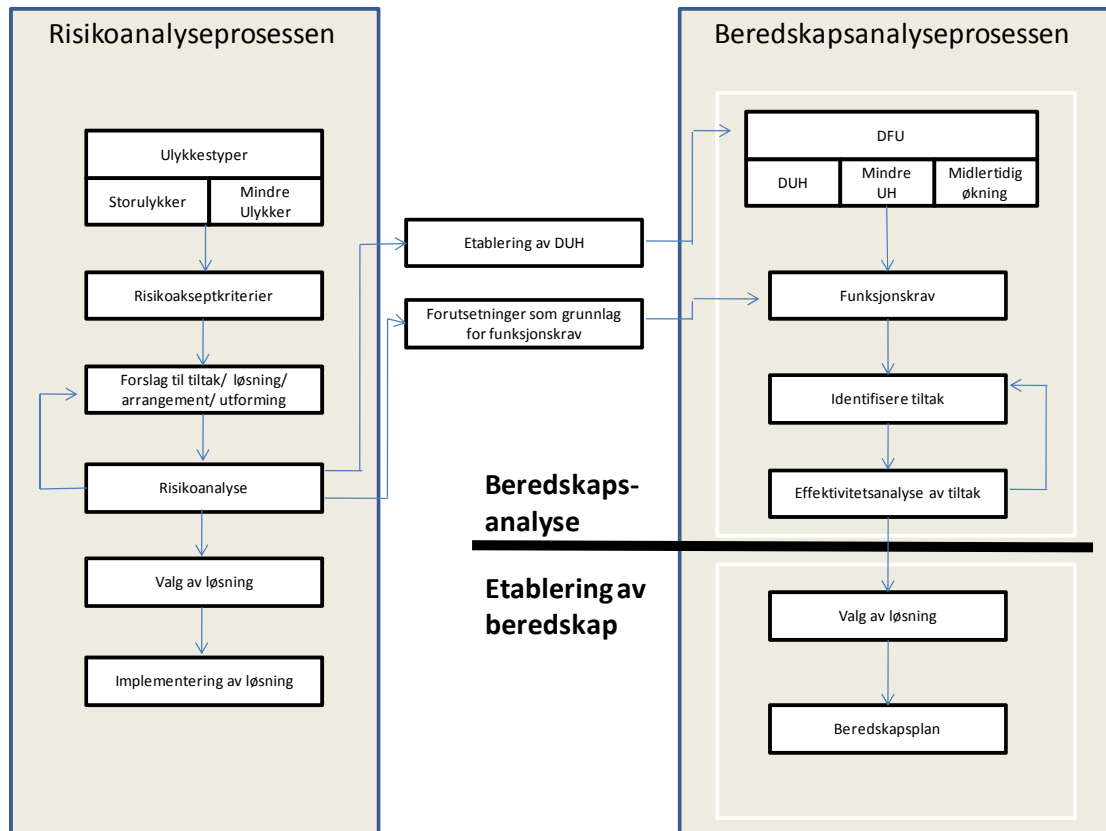 Risikoanalyseprosessen
Ulykkestyper
Storulykker
Mindre
Ulykker
Risikoakseptkriterier
Forslag til tiltak/ løsning/
arrangement/ utforming
Risikoanalyse
Valg av løsning
Implementering av løsning
Etablering av DUH
Forutsetninger som grunnlag
for funksjonskrav
Beredskaps-
analyse
Etablering av
beredskap
Beredskapsanalyseprosessen
DFU
DUH
Mindre
UH
Midlertidig
økning
Funksjonskrav
Identifisere tiltak
Effektivitetsanalyse av tiltak
Valg av løsning
Beredskapsplan